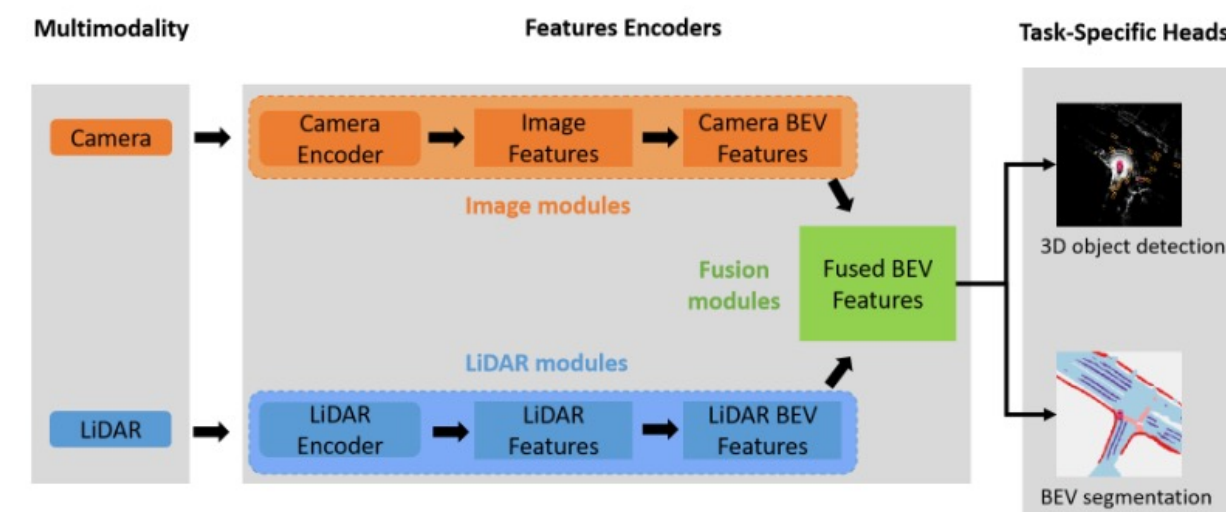 Multimodality
Features Encoders
Task-Specific Heads
Camera
Camera
Encoder
Image
Features
Camera BEV
Features
Image modules
Fusion
modules
Fused BEV
Features
LiDAR modules
LiDAR
LiDAR
Encoder
LiDAR
Features
LiDAR BEV
Features
3D object detection
BEV segmentation